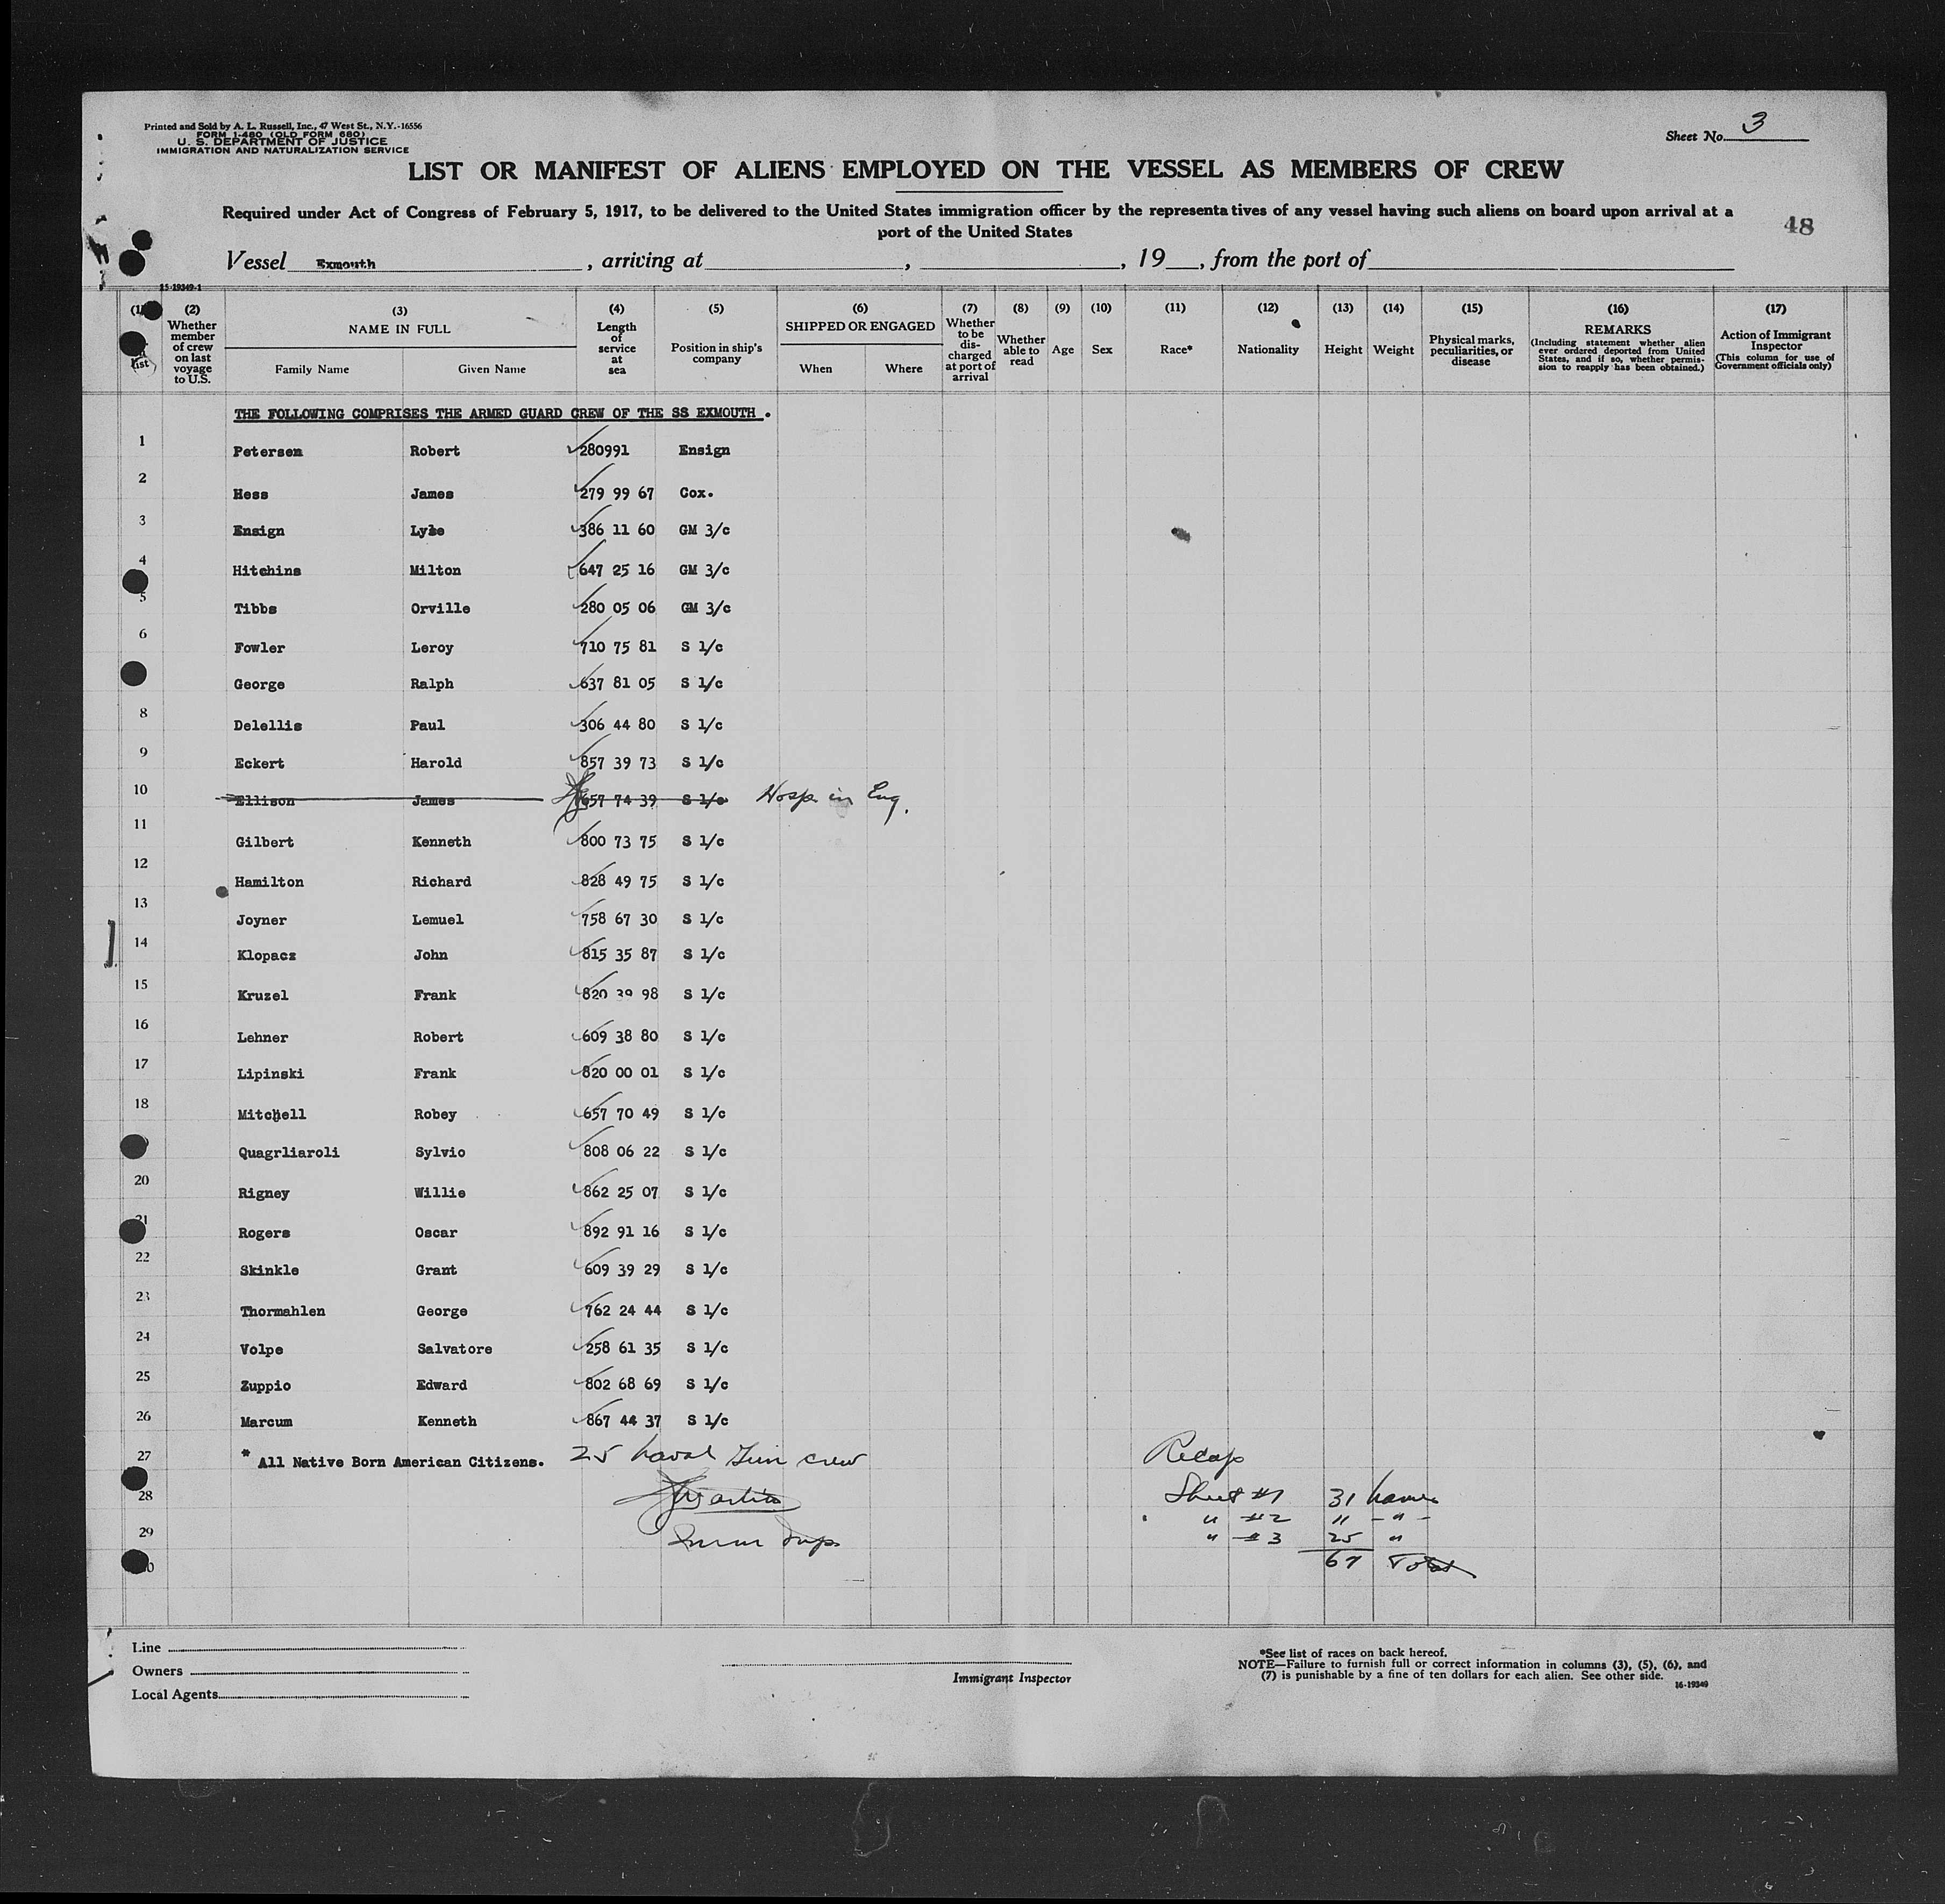 Printed and Sold by A. L. Russell, Inc., 47 West St., N.Y.-16556
FORM I-480 (OLD FORM 680)
U. S. DEPARTMENT OF JUSTICE
IMMIGRATION AND NATURALIZATION SERVICE
Sheet No. 3
LIST OR MANIFEST OF ALIENS EMPLOYED ON THE VESSEL AS MEMBERS OF CREW
Required under Act of Congress of February 5, 1917, to be delivered to the United States immigration officer by the representatives of any vessel having such aliens on board upon arrival at a
port of the United States
48
Vessel Exmouth, arriving at , , 19 , from the port of
15-19349-1
(1) list
(2) Whether member of crew on last voyage to U.S.
(3) NAME IN FULL Family Name Given Name
(4) Length of service at sea
(5) Position in ship's company
(6) SHIPPED OR ENGAGED When Where
(7) Whether to be discharged at port of arrival
(8) Whether able to read
(9) Age
(10) Sex
(11) Race*
(12) Nationality
(13) Height
(14) Weight
(15) Physical marks, peculiarities, or disease
(16) REMARKS (Including statement whether alien ever ordered deported from United States, and if so, whether permission to reapply has been obtained.)
(17) Action of Immigrant Inspector (This column for use of Government officials only)
THE FOLLOWING COMPRISES THE ARMED GUARD CREW OF THE SS EXMOUTH .
1 Petersen Robert 280991 Ensign
2 Hess James 279 99 67 Cox.
3 Ensign Lyle 386 11 60 GM 3/c
4 Hitchins Milton 647 25 16 GM 3/c
5 Tibbs Orville 280 05 06 GM 3/c
6 Fowler Leroy 710 75 81 S 1/c
George Ralph 637 81 05 S 1/c
8 Delellis Paul 306 44 80 S 1/c
9 Eckert Harold 857 39 73 S 1/c
10 Ellison James 657 74 39 S 1/c Hosp. in Eng.
11 Gilbert Kenneth 800 73 75 S 1/c
12 Hamilton Richard 828 49 75 S 1/c
13 Joyner Lemuel 758 67 30 S 1/c
14 Klopacz John 815 35 87 S 1/c
15 Kruzel Frank 820 39 98 S 1/c
16 Lehner Robert 609 38 80 S 1/c
17 Lipinski Frank 820 00 01 S 1/c
18 Mitchell Robey 657 70 49 S 1/c
Quagrliaroli Sylvio 808 06 22 S 1/c
20 Rigney Willie 862 25 07 S 1/c
21 Rogers Oscar 892 91 16 S 1/c
22 Skinkle Grant 609 39 29 S 1/c
23 Thormahlen George 762 24 44 S 1/c
24 Volpe Salvatore 258 61 35 S 1/c
25 Zuppio Edward 802 68 69 S 1/c
26 Marcum Kenneth 867 44 37 S 1/c
27 * All Native Born American Citizens. 25 Naval Gun crew Recap
28 Sheet #1 31 names
" #2 11 - " -
29 " #3 25 "
67 Total
Line
Owners
Local Agents
Immigrant Inspector
*See list of races on back hereof.
NOTE—Failure to furnish full or correct information in columns (3), (5), (6), and
(7) is punishable by a fine of ten dollars for each alien. See other side.
16-19349